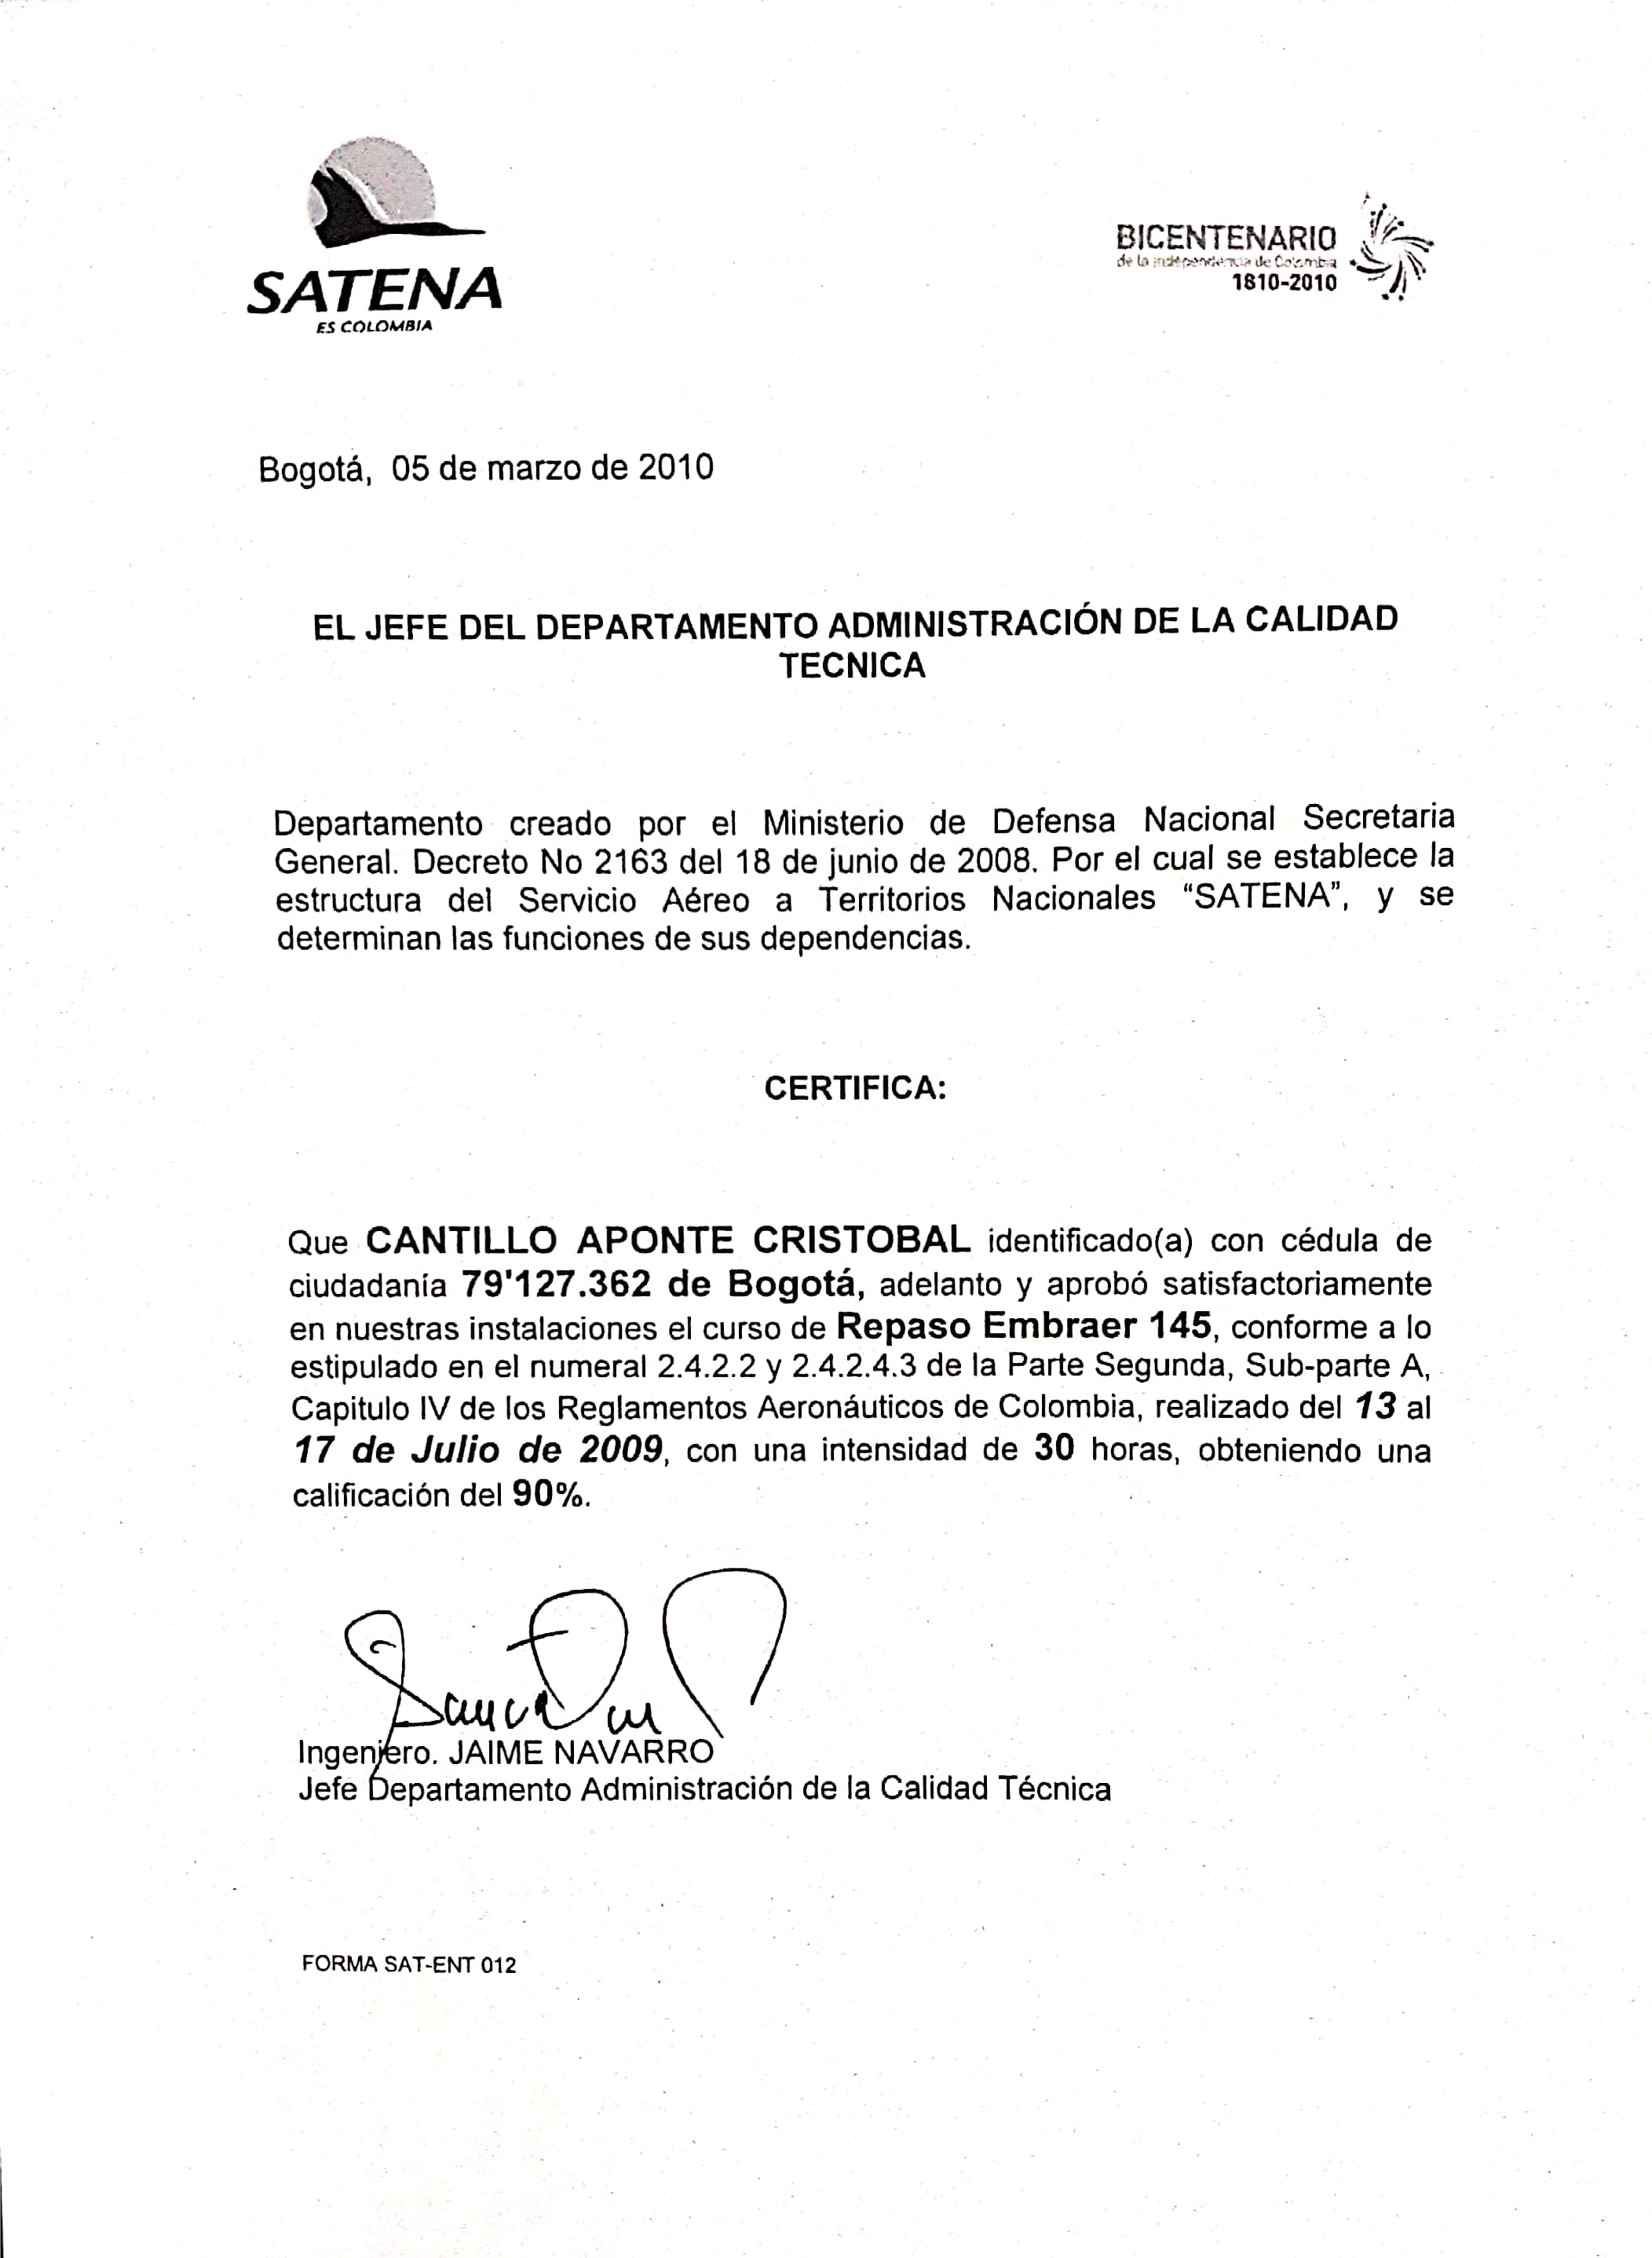 SATENA
ES COLOMBIA
BICENTENARIO
de la independencia de Colombia
1810-2010
Bogotá, 05 de marzo de 2010
EL JEFE DEL DEPARTAMENTO ADMINISTRACIÓN DE LA CALIDAD
TECNICA
Departamento creado por el Ministerio de Defensa Nacional Secretaria
General. Decreto No 2163 del 18 de junio de 2008. Por el cual se establece la
estructura del Servicio Aéreo a Territorios Nacionales “SATENA”, y se
determinan las funciones de sus dependencias.
CERTIFICA:
Que CANTILLO APONTE CRISTOBAL identificado(a) con cédula de
ciudadanía 79'127.362 de Bogotá, adelanto y aprobó satisfactoriamente
en nuestras instalaciones el curso de Repaso Embraer 145, conforme a lo
estipulado en el numeral 2.4.2.2 y 2.4.2.4.3 de la Parte Segunda, Sub-parte A,
Capitulo IV de los Reglamentos Aeronáuticos de Colombia, realizado del 13 al
17 de Julio de 2009, con una intensidad de 30 horas, obteniendo una
calificación del 90%.
Ingeniero. JAIME NAVARRO
Jefe Departamento Administración de la Calidad Técnica
FORMA SAT-ENT 012